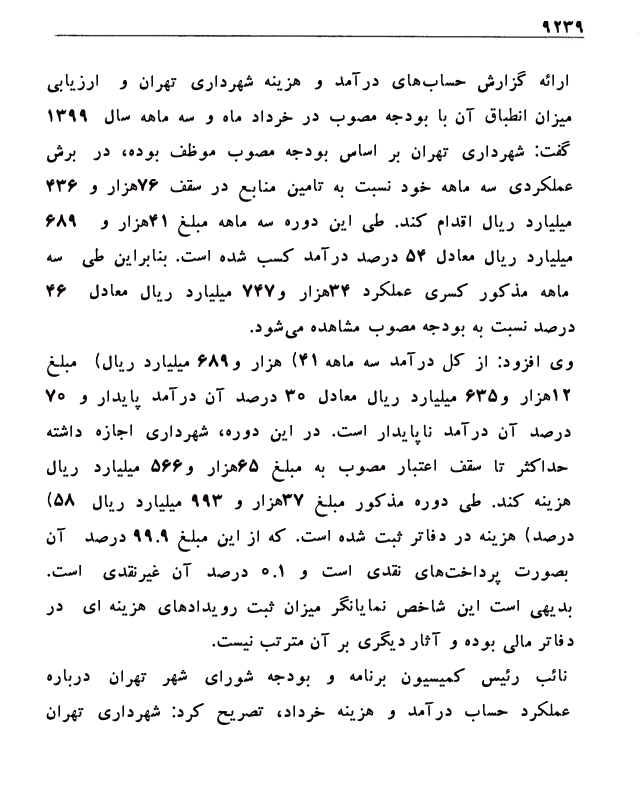 ۹۲۳۹
ارائه گزارش حساب‌های درآمد و هزینه شهرداری تهران و ارزیابی
میزان انطباق آن با بودجه مصوب در خرداد ماه و سه ماهه سال ۱۳۹۹
گفت: شهرداری تهران بر اساس بودجه مصوب موظف بوده، در برش
عملکردی سه ماهه خود نسبت به تامین منابع در سقف ۷۶هزار و ۴۳۶
میلیارد ریال اقدام کند. طی این دوره سه ماهه مبلغ ۴۱هزار و ۶۸۹
میلیارد ریال معادل ۵۴ درصد درآمد کسب شده است. بنابراین طی سه
ماهه مذکور کسری عملکرد ۳۴هزار و۷۴۷ میلیارد ریال معادل ۴۶
درصد نسبت به بودجه مصوب مشاهده می‌شود.
وی افزود: از کل درآمد سه ماهه ۴۱) هزار و۶۸۹ میلیارد ریال) مبلغ
۱۲هزار و۶۳۵ میلیارد ریال معادل ۳۰ درصد آن درآمد پایدار و ۷۰
درصد آن درآمد ناپایدار است. در این دوره، شهرداری اجازه داشته
حداکثر تا سقف اعتبار مصوب به مبلغ ۶۵هزار و۵۶۶ میلیارد ریال
هزینه کند. طی دوره مذکور مبلغ ۳۷هزار و ۹۹۳ میلیارد ریال ۵۸)
درصد) هزینه در دفاتر ثبت شده است. که از این مبلغ ۹۹.۹ درصد آن
بصورت پرداخت‌های نقدی است و ۰.۱ درصد آن غیرنقدی است.
بدیهی است این شاخص نمایانگر میزان ثبت رویدادهای هزینه ای در
دفاتر مالی بوده و آثار دیگری بر آن مترتب نیست.
نائب رئیس کمیسیون برنامه و بودجه شورای شهر تهران درباره
عملکرد حساب درآمد و هزینه خرداد، تصریح کرد: شهرداری تهران